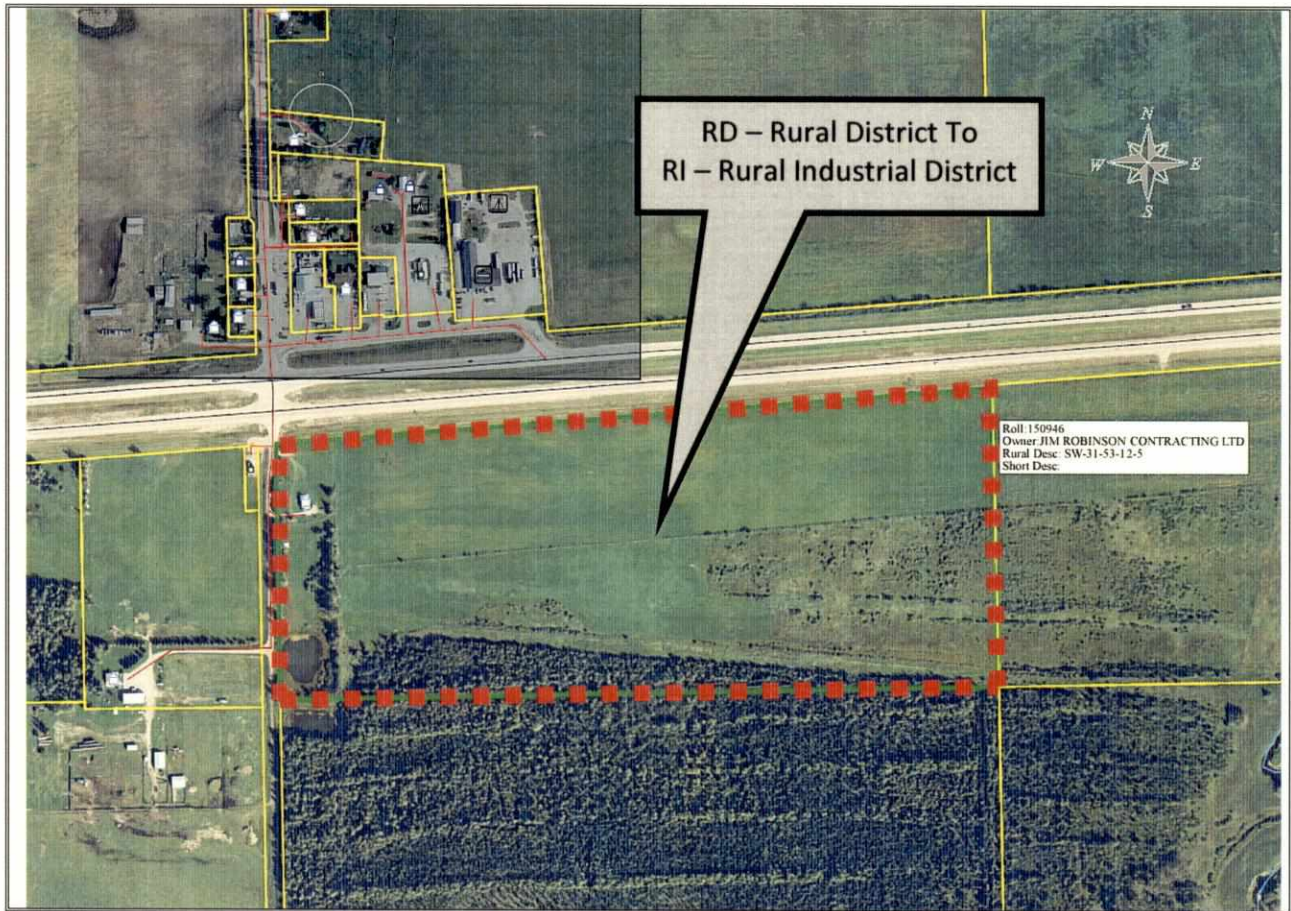 RD – Rural District To
RI – Rural Industrial District
N
W E
S
Roll:150946
Owner:JIM ROBINSON CONTRACTING LTD
Rural Desc: SW-31-53-12-5
Short Desc: